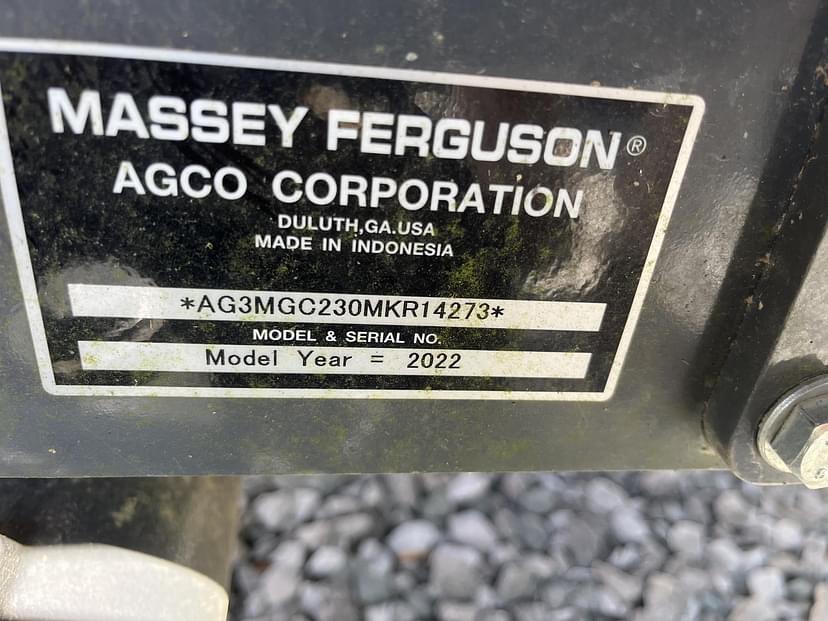 MASSEY FERGUSON®
AGCO CORPORATION
DULUTH,GA.USA
MADE IN INDONESIA
*AG3MGC230MKR14273*
MODEL & SERIAL NO.
Model Year = 2022